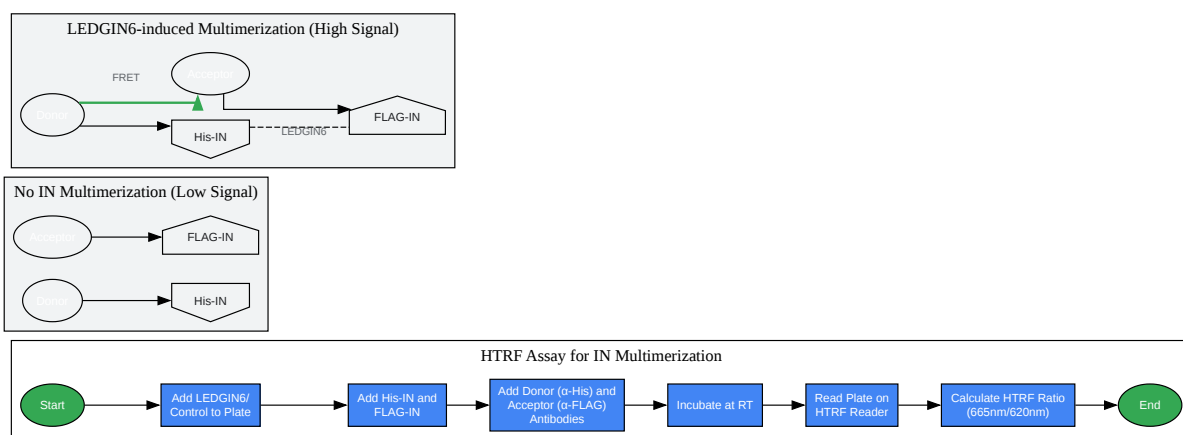 LEDGIN6-induced Multimerization (High Signal)
FRET
Acceptor
Donor
His-IN
LEDGIN6
FLAG-IN
No IN Multimerization (Low Signal)
Acceptor
FLAG-IN
Donor
His-IN
HTRF Assay for IN Multimerization
Start
Add LEDGIN6/
Control to Plate
Add His-IN and
FLAG-IN
Add Donor (α-His) and
Acceptor (α-FLAG)
Antibodies
Incubate at RT
Read Plate on
HTRF Reader
Calculate HTRF Ratio
(665nm/620nm)
End